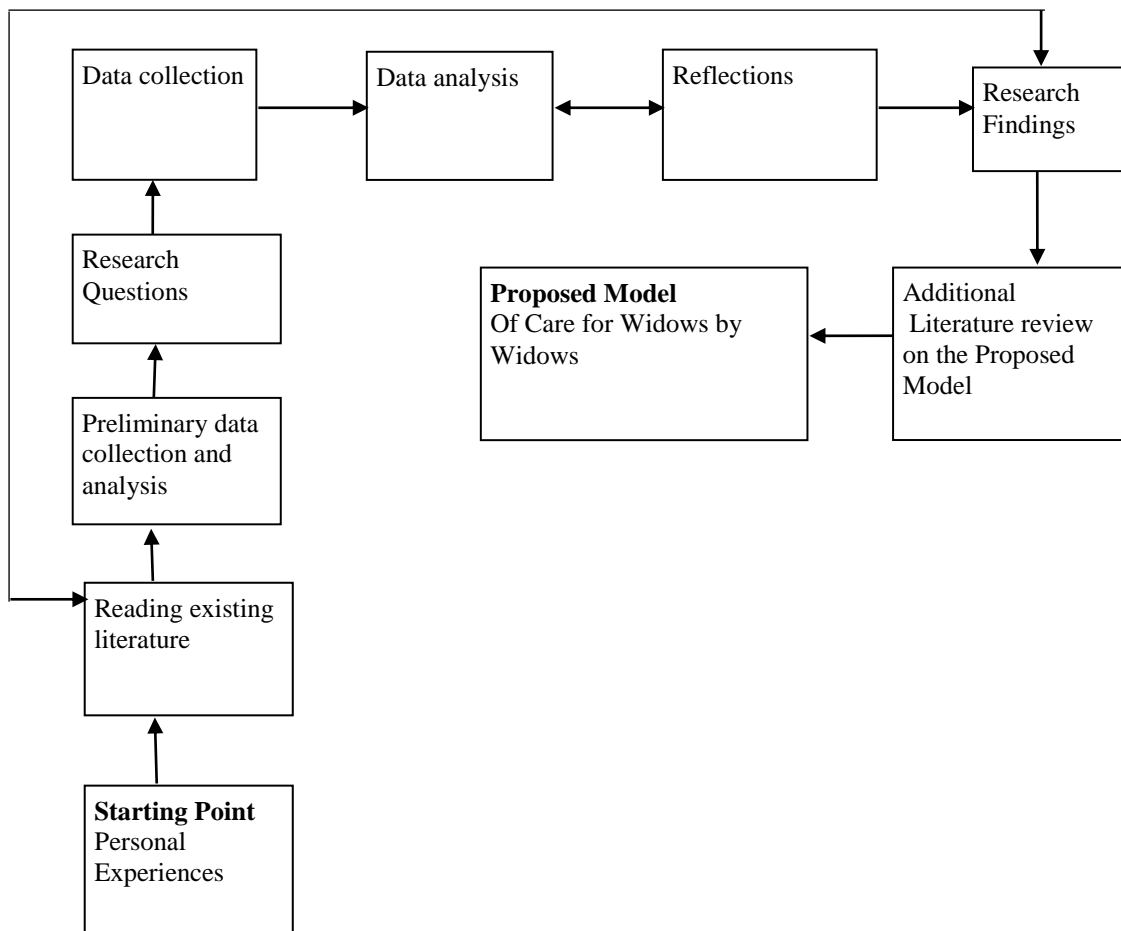 Data collection
Data analysis
Reflections
Research
Findings
Research
Questions
Proposed Model
Of Care for Widows by
Widows
Additional
Literature review
on the Proposed
Model
Preliminary data
collection and
analysis
Reading existing
literature
Starting Point
Personal
Experiences